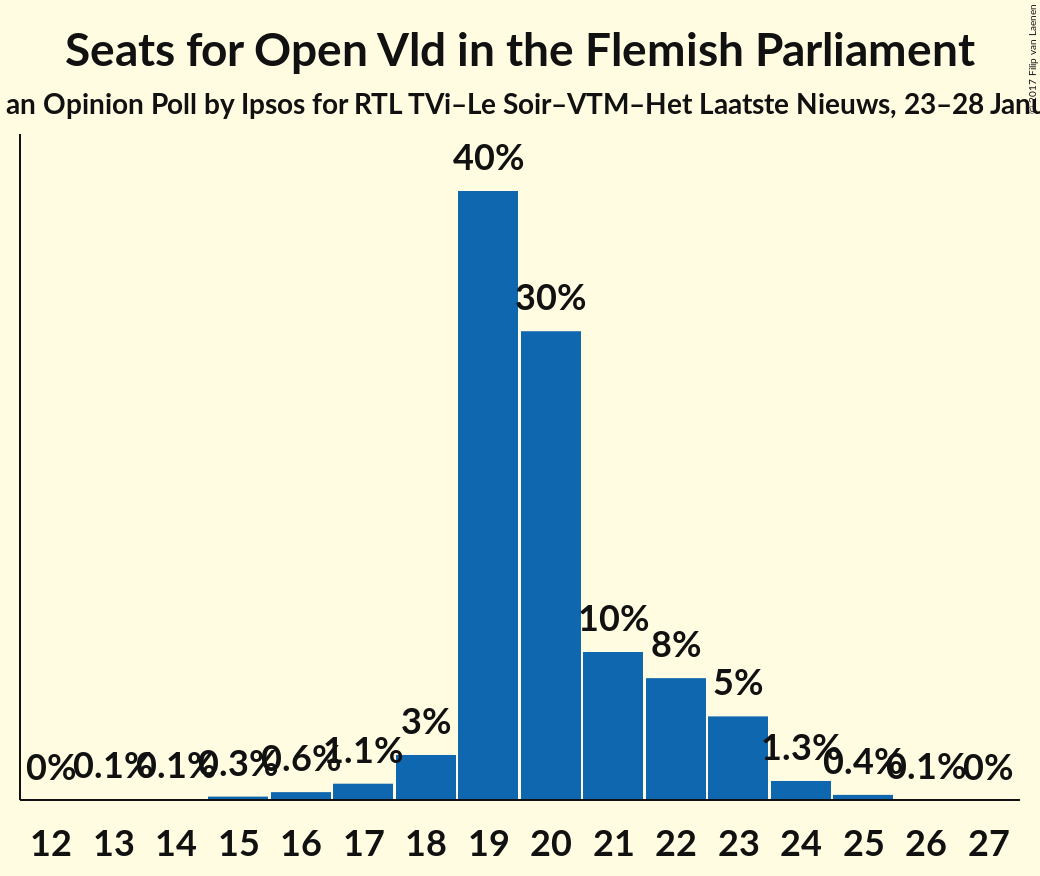 Seats for Open Vld in the Flemish Parliament
an Opinion Poll by Ipsos for RTL TVi–Le Soir–VTM–Het Laatste Nieuws, 23–28 Janu
© 2017 Filip van Laenen
40%
30%
10%
8%
5%
3%
0% 0.1% 0.1% 0.3% 0.6% 1.1% 1.3% 0.4% 0.1% 0%
12 13 14 15 16 17 18 19 20 21 22 23 24 25 26 27